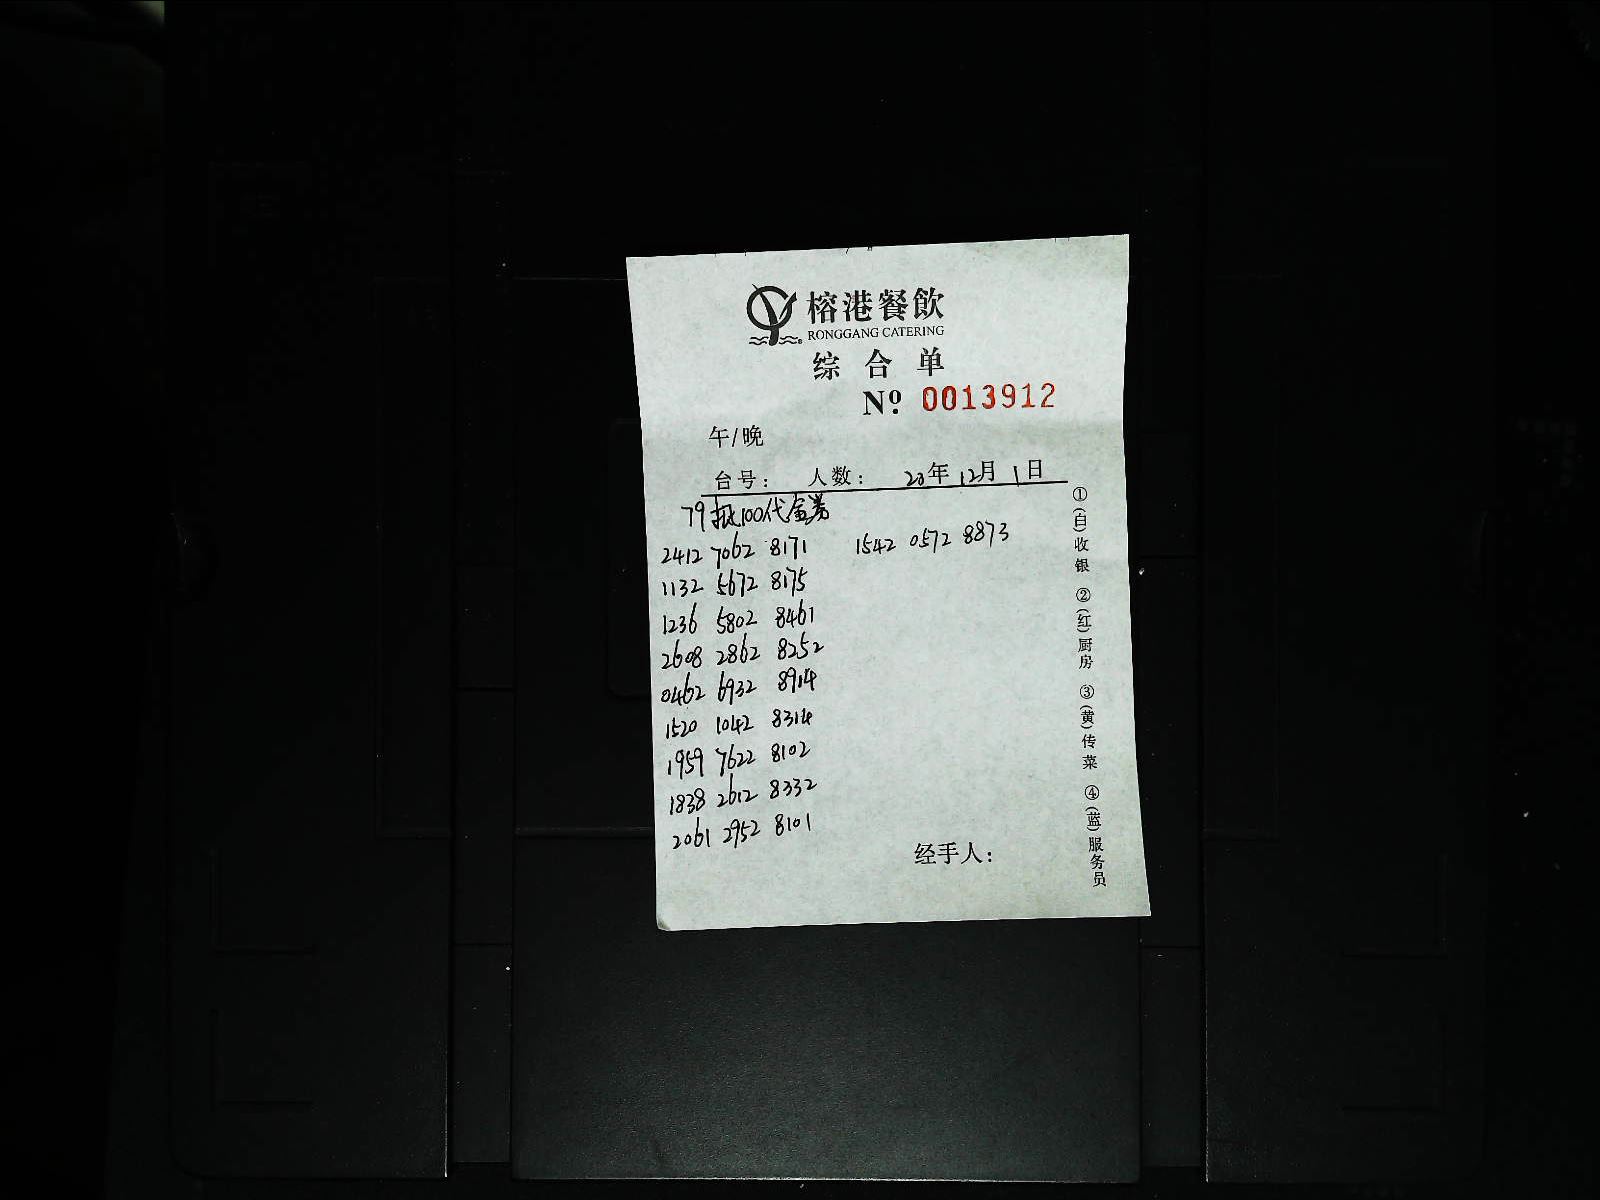 榕港餐飲
RONGGANG CATERING
综合单
Nº 0013912
午/晚
台号： 人数： 20年12月1日
79抵100代金券
2412 7062 8171 1542 0572 8873
1132 5672 8175
1236 5802 8461
2608 2862 8252
0462 6932 8914
1520 1042 8314
1959 7622 8102
1838 2612 8332
2061 2952 8101
经手人：
①(白)收银 ②(红)厨房 ③(黄)传菜 ④(蓝)服务员